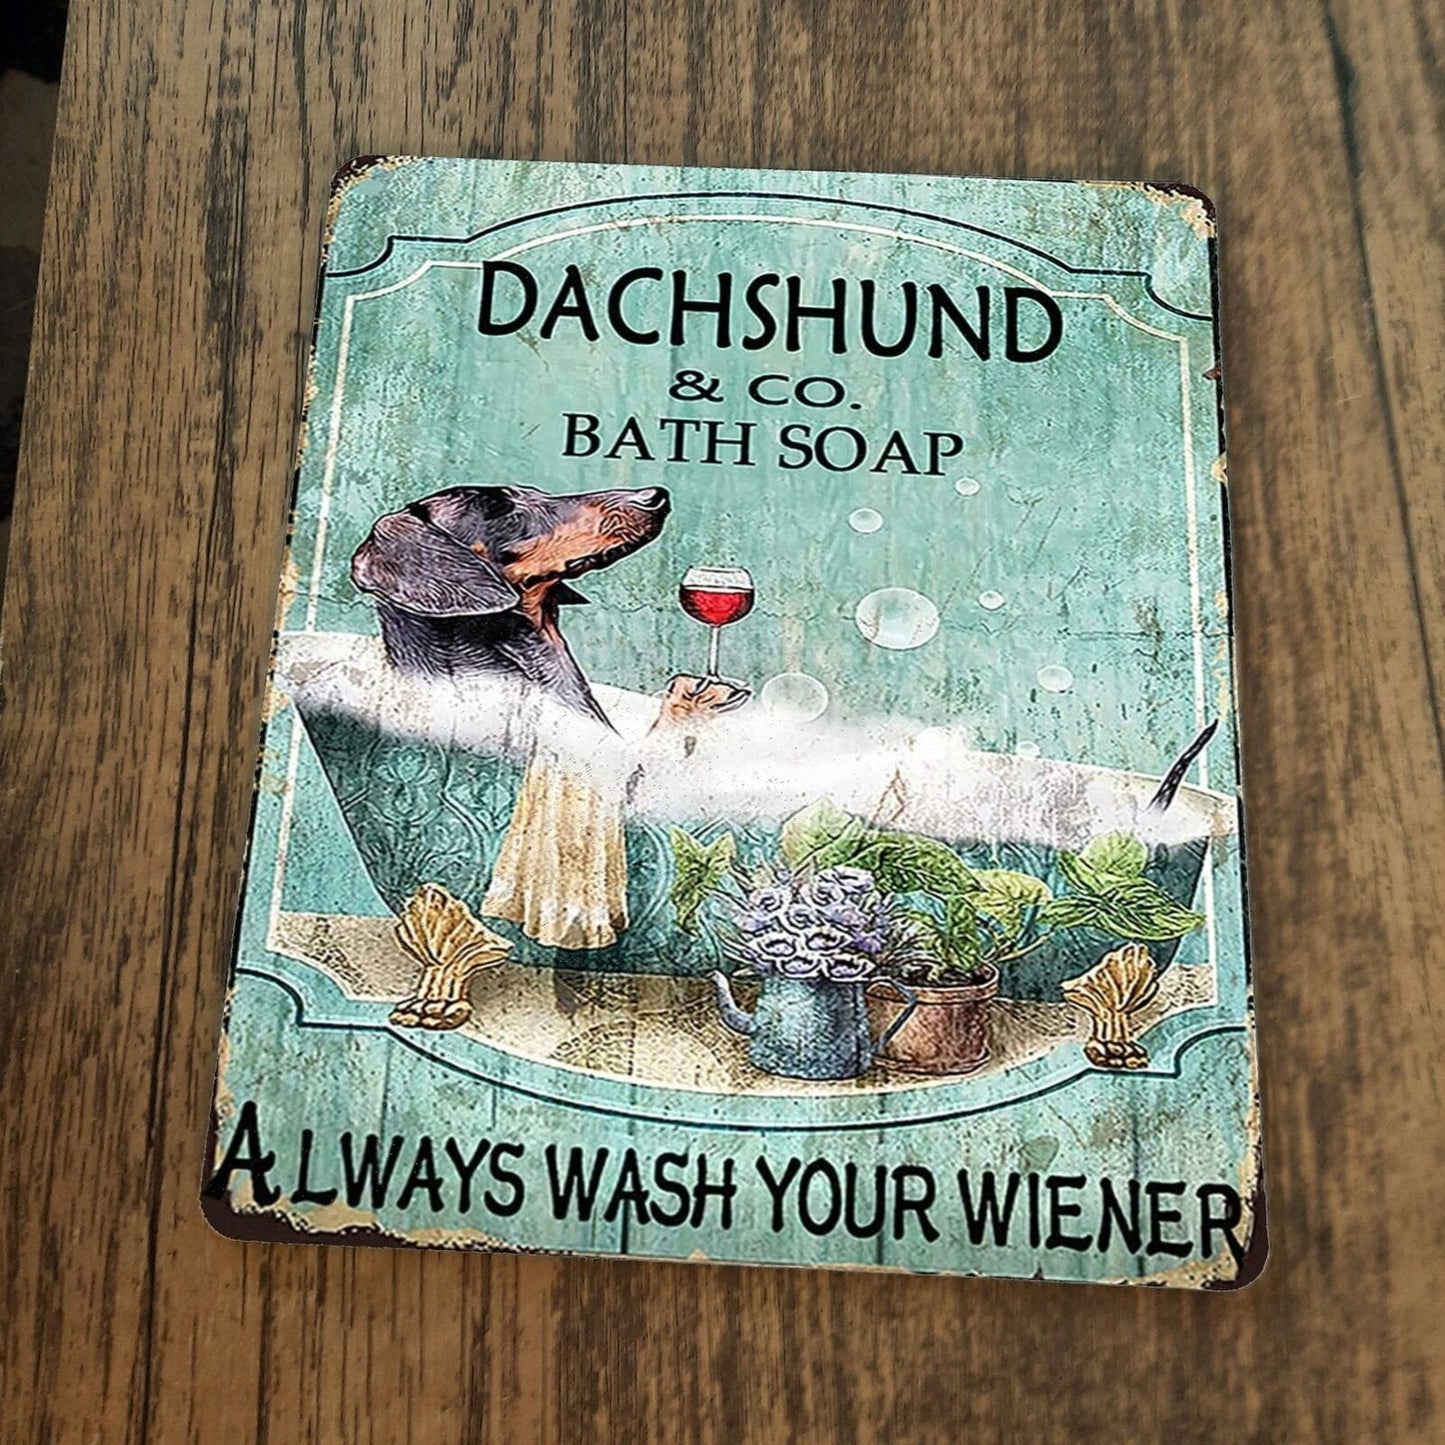 DACHSHUND
& CO.
BATH SOAP
ALWAYS WASH YOUR WIENER